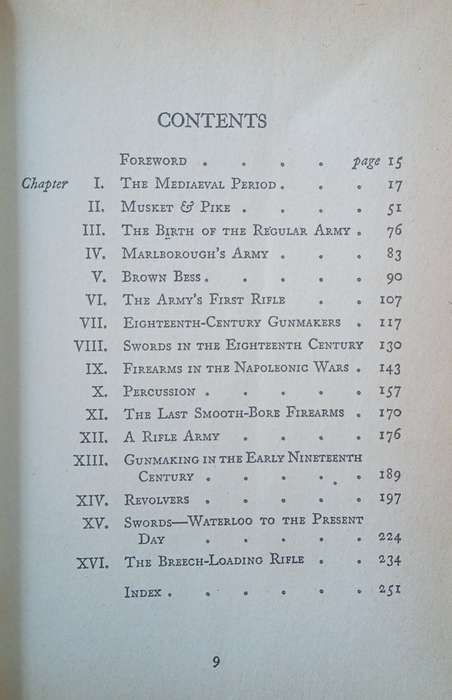 CONTENTS
FOREWORD . . . . page 15
Chapter I. THE MEDIAEVAL PERIOD . . . 17
II. MUSKET & PIKE . . . . 51
III. THE BIRTH OF THE REGULAR ARMY . 76
IV. MARLBOROUGH'S ARMY . . . 83
V. BROWN BESS . . . . . 90
VI. THE ARMY'S FIRST RIFLE . . 107
VII. EIGHTEENTH-CENTURY GUNMAKERS . 117
VIII. SWORDS IN THE EIGHTEENTH CENTURY 130
IX. FIREARMS IN THE NAPOLEONIC WARS . 143
X. PERCUSSION . . . . . 157
XI. THE LAST SMOOTH-BORE FIREARMS . 170
XII. A RIFLE ARMY . . . . 176
XIII. GUNMAKING IN THE EARLY NINETEENTH
CENTURY . . . . . 189
XIV. REVOLVERS . . . . . 197
XV. SWORDS—WATERLOO TO THE PRESENT
DAY . . . . . 224
XVI. THE BREECH-LOADING RIFLE . . 234
INDEX . . . . . . 251
9